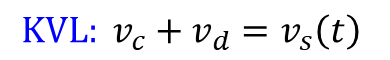 KVL: v_c + v_d = v_s(t)